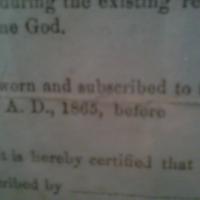 during the existing re
me God.
worn and subscribed to
A. D., 1865, before
t is hereby certified that
ribed by